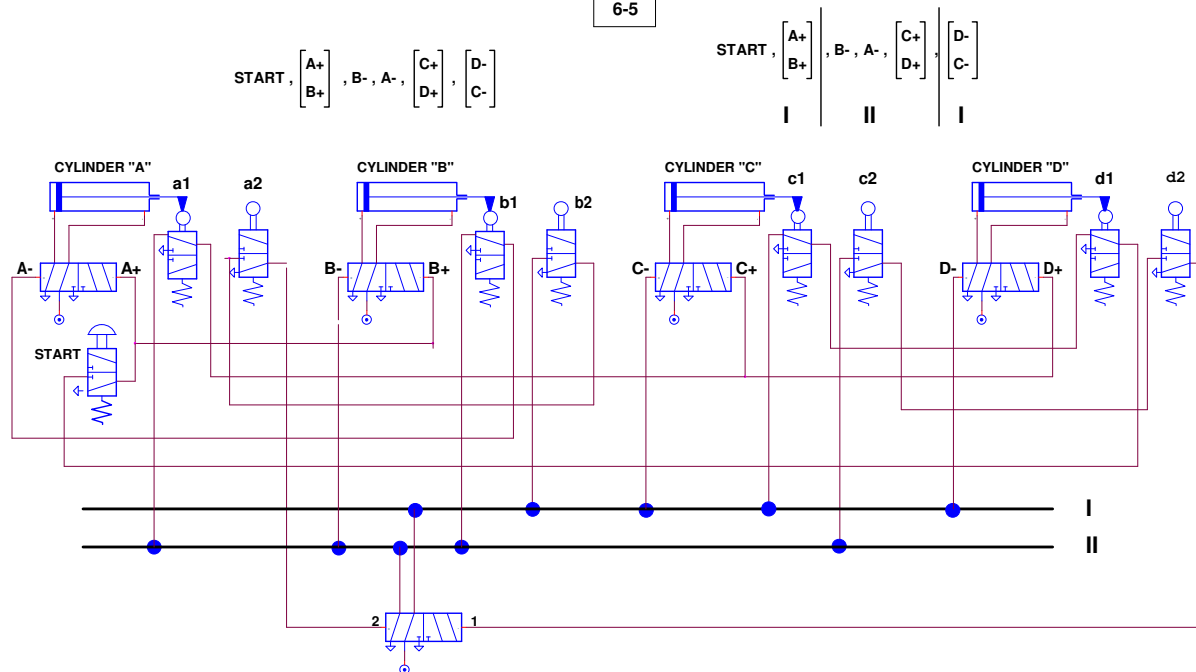 6-5
START , [ A+ B+ ] , B- , A- , [ C+ D+ ] , [ D- C- ]
START , [ A+ B+ ] , B- , A- , [ C+ D+ ] , [ D- C- ]
I II I
CYLINDER "A" CYLINDER "B" CYLINDER "C" CYLINDER "D"
a1 a2 b1 b2 c1 c2 d1 d2
A- A+ B- B+ C- C+ D- D+
START
I
II
2 1